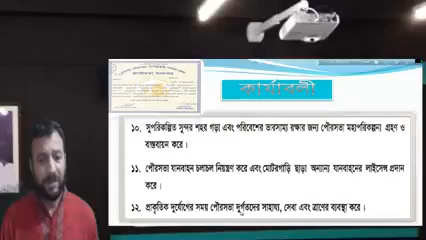 কার্যাবলী
১০. সুপরিকল্পিত সুন্দর শহর গড়া এবং পরিবেশের ভারসাম্য রক্ষার জন্য পৌরসভা মহাপরিকল্পনা গ্রহণ ও
বাস্তবায়ন করে।
১১. পৌরসভা যানবাহন চলাচল নিয়ন্ত্রণ করে এবং মোটরগাড়ি ছাড়া অন্যান্য যানবাহনের লাইসেন্স প্রদান
করে।
১২. প্রাকৃতিক দুর্যোগের সময় পৌরসভা দুর্গতদের সাহায্য, সেবা এবং ত্রাণের ব্যবস্থা করে।